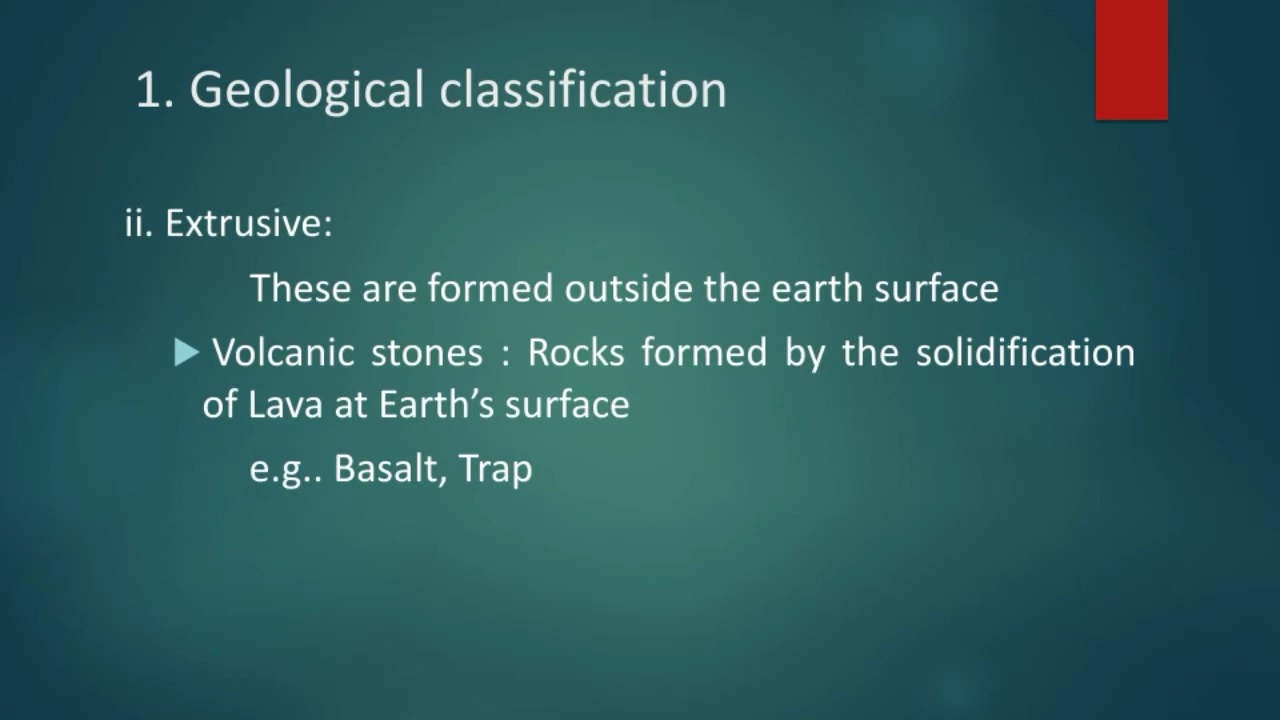 1. Geological classification
ii. Extrusive:
These are formed outside the earth surface
Volcanic stones : Rocks formed by the solidification
of Lava at Earth’s surface
e.g.. Basalt, Trap